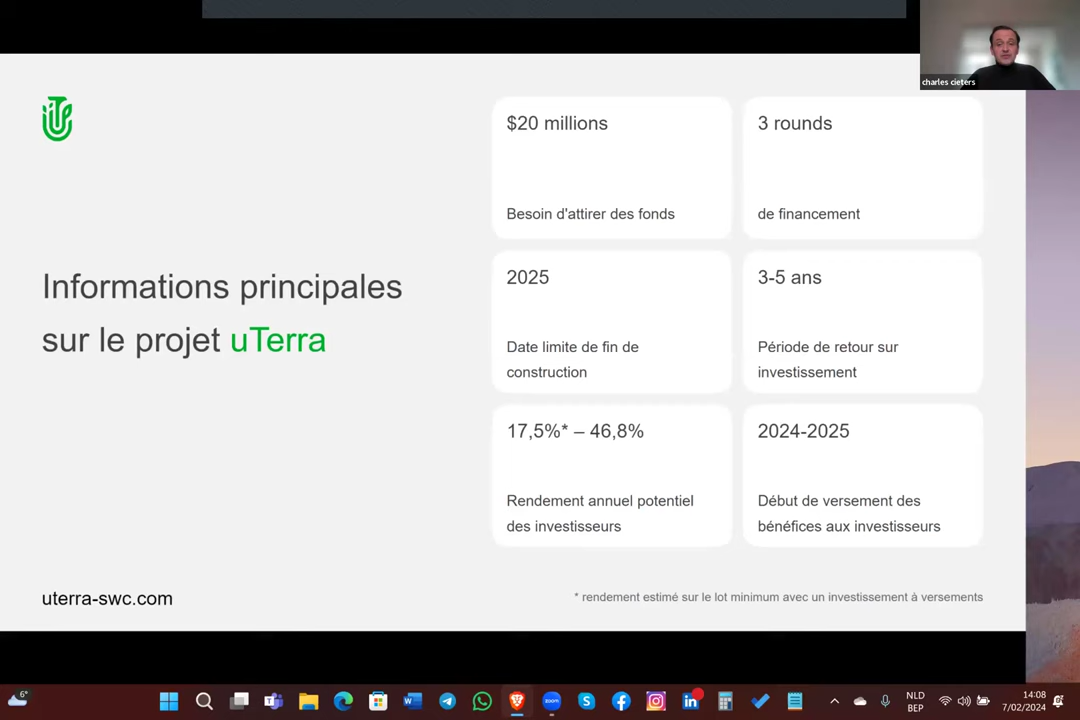 charles cieters
$20 millions
Besoin d'attirer des fonds
3 rounds
de financement
Informations principales
sur le projet uTerra
2025
Date limite de fin de
construction
3-5 ans
Période de retour sur
investissement
17,5%* – 46,8%
Rendement annuel potentiel
des investisseurs
2024-2025
Début de versement des
bénéfices aux investisseurs
uterra-swc.com
* rendement estimé sur le lot minimum avec un investissement à versements
6°
zoom
NLD
BEP
14:08
7/02/2024